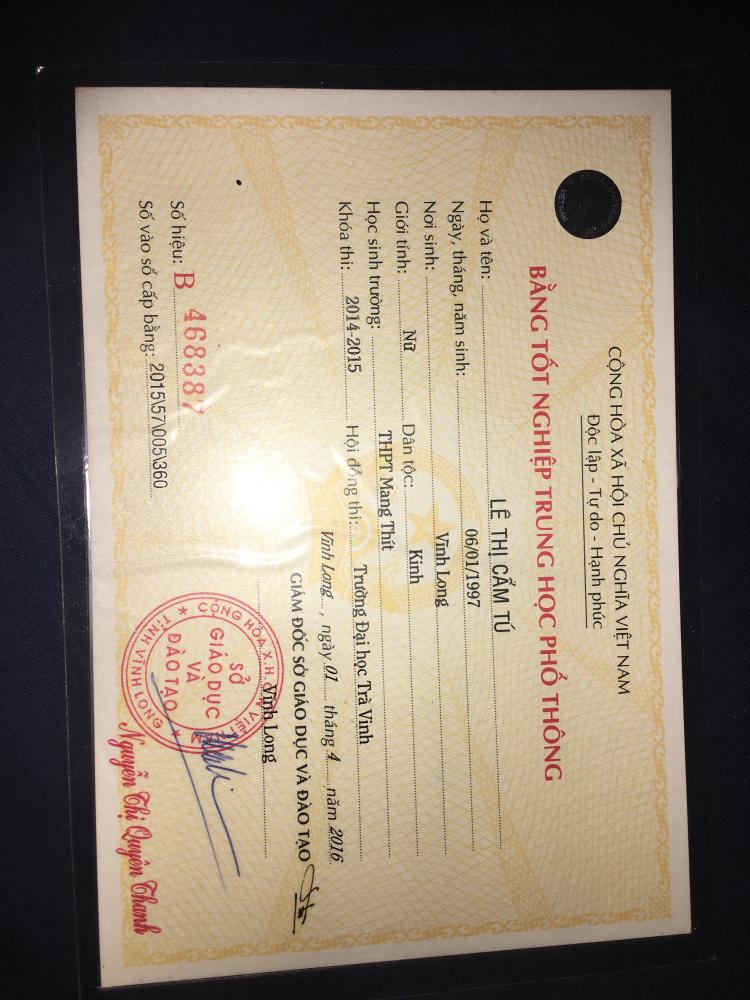 CỘNG HÒA XÃ HỘI CHỦ NGHĨA VIỆT NAM
Độc lập - Tự do - Hạnh phúc
BẰNG TỐT NGHIỆP TRUNG HỌC PHỔ THÔNG
Họ và tên: LÊ THỊ CẨM TÚ
Ngày, tháng, năm sinh: 06/01/1997
Nơi sinh: Vĩnh Long
Giới tính: Nữ Dân tộc: Kinh
Học sinh trường: THPT Mang Thít
Khóa thi: 2014-2015 Hội đồng thi: Trường Đại học Trà Vinh
Vĩnh Long, ngày 01 tháng 4 năm 2016
GIÁM ĐỐC SỞ GIÁO DỤC VÀ ĐÀO TẠO
Vĩnh Long
CỘNG HÒA X.H. VIỆT
SỞ
GIÁO DỤC
VÀ
ĐÀO TẠO
TỈNH VĨNH LONG
Số hiệu: B 468387
Số vào sổ cấp bằng: 2015\57\005\360
Nguyễn Thị Quyên Thanh
VIỆT NAM